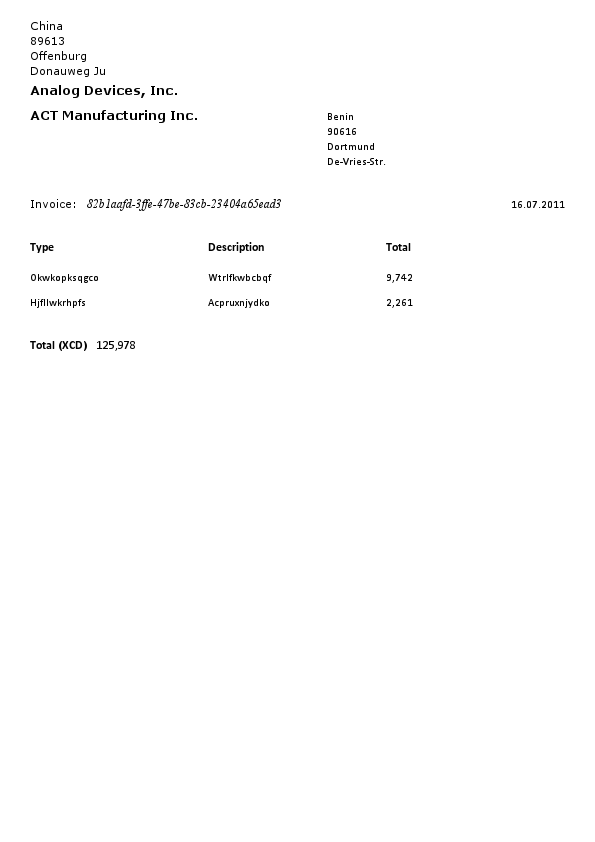 China
89613
Offenburg
Donauweg Ju
Analog Devices, Inc.
ACT Manufacturing Inc.
Benin
90616
Dortmund
De-Vries-Str.
Invoice: 82b1aafd-3ffe-47be-83cb-23404a65ead3 16.07.2011
Type Description Total
Okwkopksqgco Wtrlfkwbcbqf 9,742
Hjfllwkrhpfs Acpruxnjydko 2,261
Total (XCD) 125,978